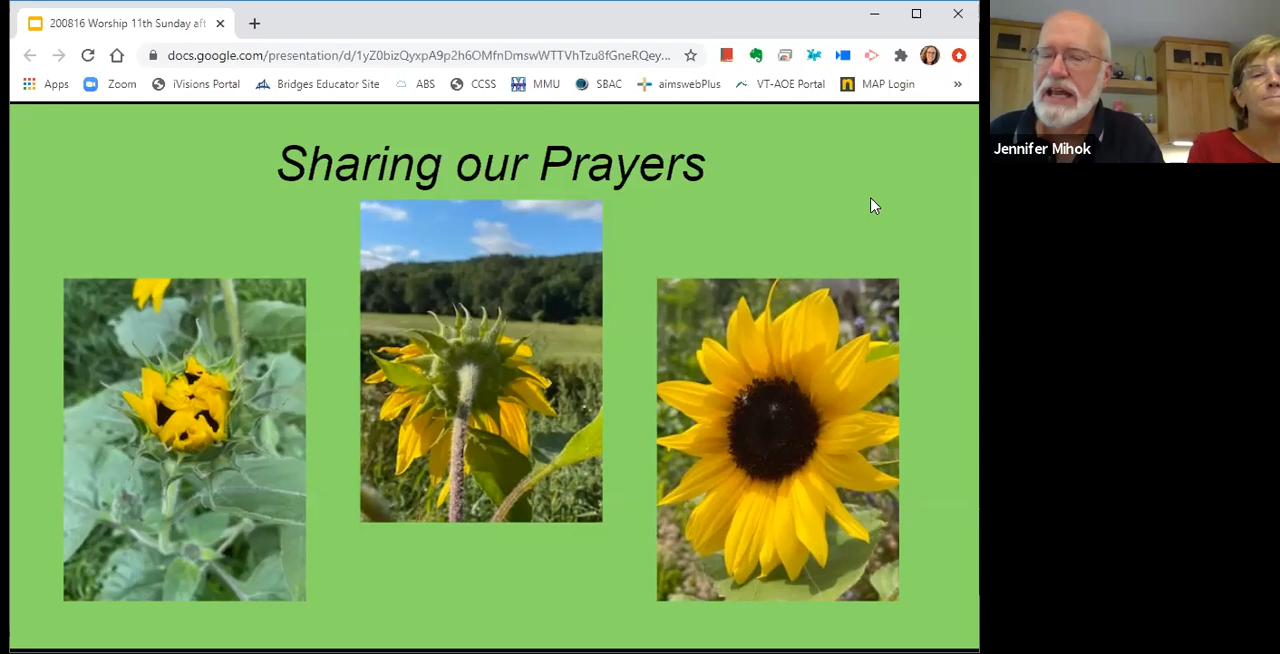 200816 Worship 11th Sunday aft
docs.google.com/presentation/d/1yZ0bizQyxpA9p2h6OMfnDmswWTTVhTzu8fGneRQey...
Apps Zoom iVisions Portal Bridges Educator Site ABS CCSS MMU SBAC aimswebPlus VT-AOE Portal MAP Login »
Jennifer Mihok
Sharing our Prayers